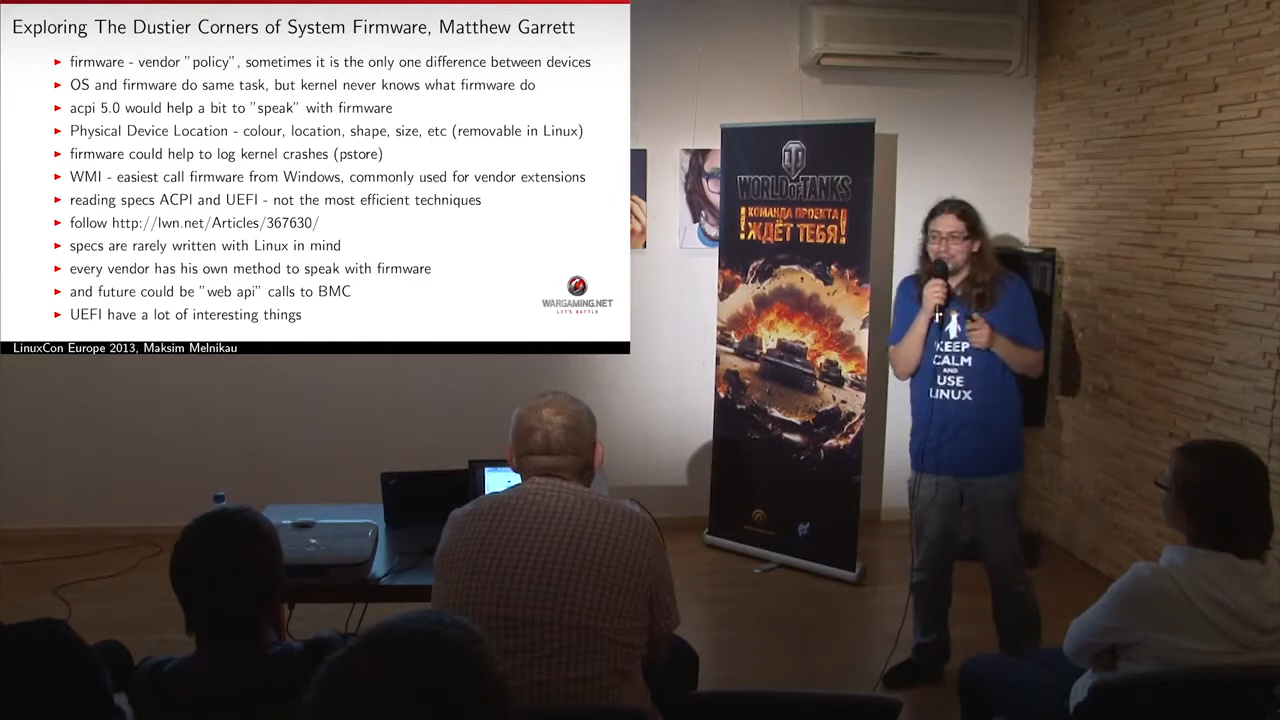 Exploring The Dustier Corners of System Firmware, Matthew Garrett
firmware - vendor "policy", sometimes it is the only one difference between devices
OS and firmware do same task, but kernel never knows what firmware do
acpi 5.0 would help a bit to "speak" with firmware
Physical Device Location - colour, location, shape, size, etc (removable in Linux)
firmware could help to log kernel crashes (pstore)
WMI - easiest call firmware from Windows, commonly used for vendor extensions
reading specs ACPI and UEFI - not the most efficient techniques
follow http://lwn.net/Articles/367630/
specs are rarely written with Linux in mind
every vendor has his own method to speak with firmware
and future could be "web api" calls to BMC
UEFI have a lot of interesting things
WARGAMING.NET
LET'S BATTLE
LinuxCon Europe 2013, Maksim Melnikau
WORLD OF TANKS
КОМАНДА ПРОЕКТА
ЖДЁТ ТЕБЯ!
KEEP
CALM
AND
USE
LINUX